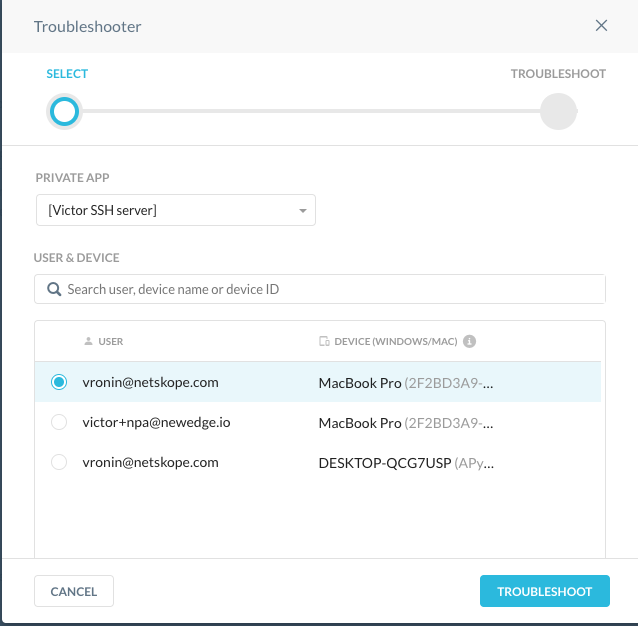 Troubleshooter
SELECT TROUBLESHOOT
PRIVATE APP
[Victor SSH server]
USER & DEVICE
Search user, device name or device ID
USER DEVICE (WINDOWS/MAC)
vronin@netskope.com MacBook Pro (2F2BD3A9-...
victor+npa@newedge.io MacBook Pro (2F2BD3A9-...
vronin@netskope.com DESKTOP-QCG7USP (APy...
CANCEL TROUBLESHOOT